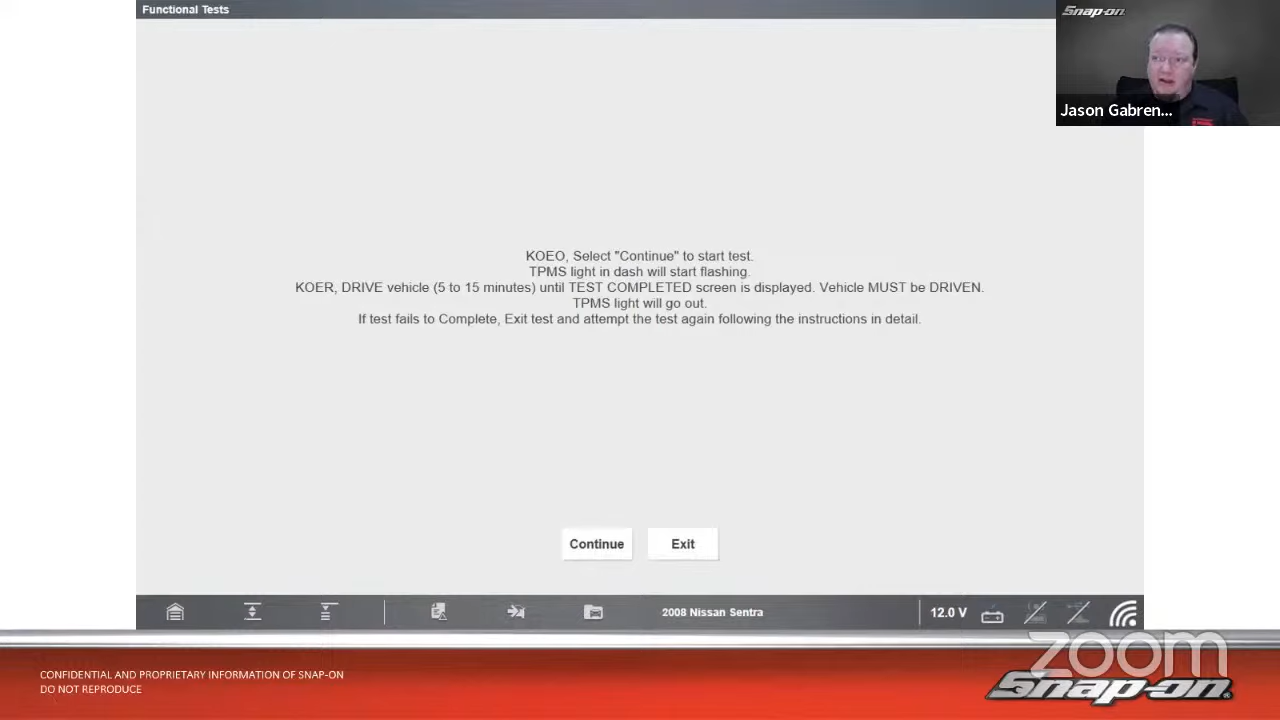 Functional Tests
Snap-on
Jason Gabren...
KOEO, Select "Continue" to start test.
TPMS light in dash will start flashing.
KOER, DRIVE vehicle (5 to 15 minutes) until TEST COMPLETED screen is displayed. Vehicle MUST be DRIVEN.
TPMS light will go out.
If test fails to Complete, Exit test and attempt the test again following the instructions in detail.
Continue
Exit
2008 Nissan Sentra
12.0 V
zoom
CONFIDENTIAL AND PROPRIETARY INFORMATION OF SNAP-ON
DO NOT REPRODUCE
Snap-on